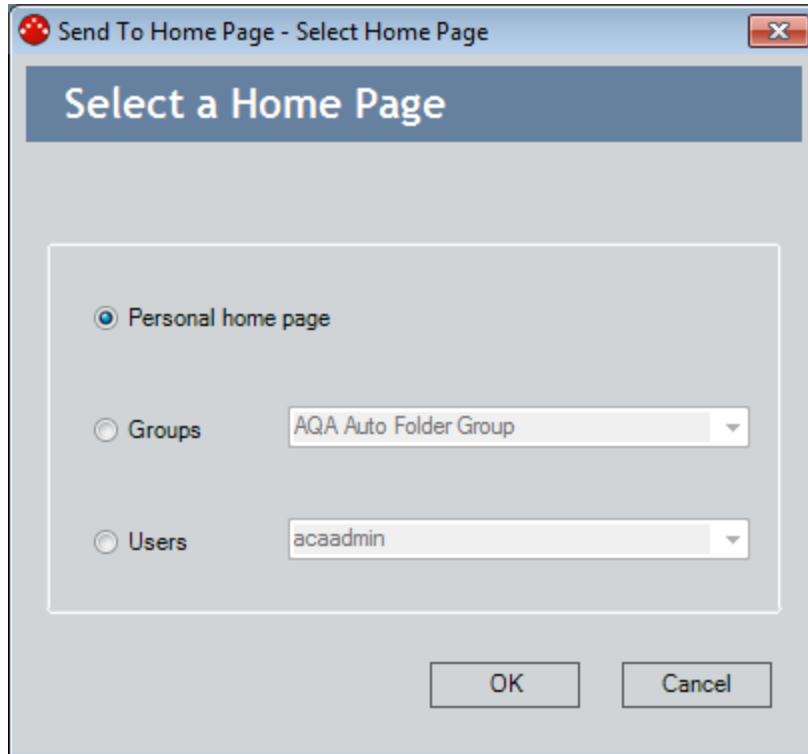 Send To Home Page - Select Home Page
Select a Home Page
Personal home page
Groups AQA Auto Folder Group
Users acaadmin
OK Cancel